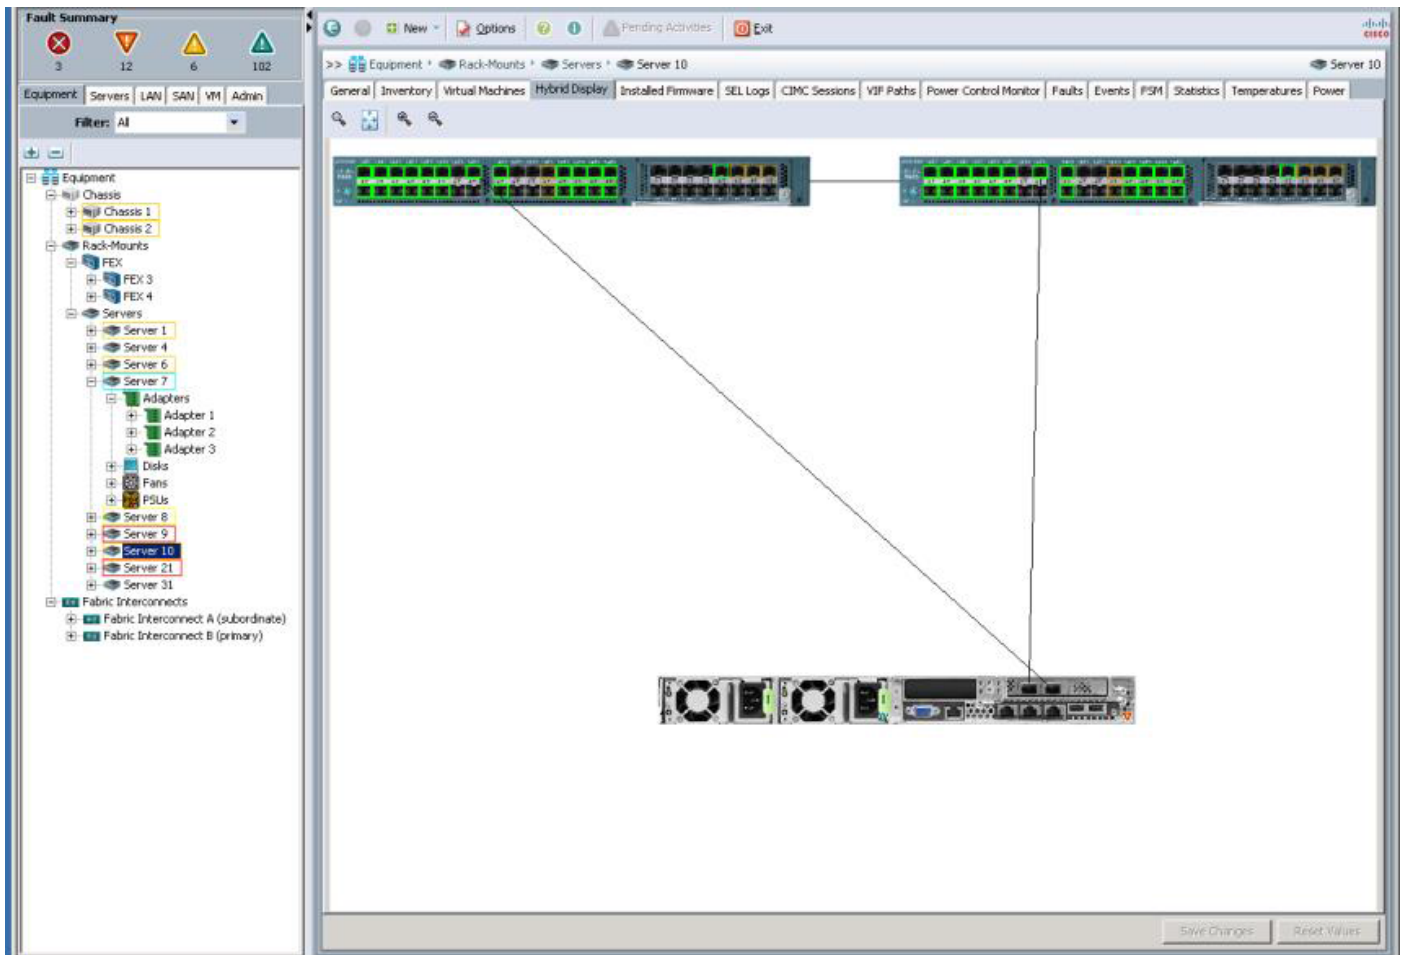 Fault Summary
3 12 6 102
Equipment Servers LAN SAN VM Admin
Filter: All
Equipment
Chassis
Chassis 1
Chassis 2
Rack-Mounts
FEX
FEX 3
FEX 4
Servers
Server 1
Server 4
Server 6
Server 7
Adapters
Adapter 1
Adapter 2
Adapter 3
Disks
Fans
PSUs
Server 8
Server 9
Server 10
Server 21
Server 31
Fabric Interconnects
Fabric Interconnect A (subordinate)
Fabric Interconnect B (primary)
New Options Pending Activities Exit
CISCO
>> Equipment Rack-Mounts Servers Server 10 Server 10
General Inventory Virtual Machines Hybrid Display Installed Firmware SEL Logs CIMC Sessions VIF Paths Power Control Monitor Faults Events FSM Statistics Temperatures Power
Save Changes Reset Values